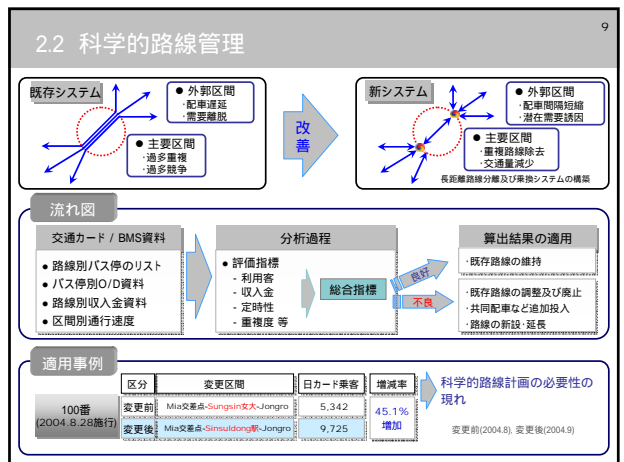 9
2.2 科学的路線管理
既存システム
● 外郭区間
·配車遅延
·需要離脱
● 主要区間
·過多重複
·過多競争
改善
新システム
● 外郭区間
·配車間隔短縮
·潜在需要誘因
● 主要区間
·重複路線除去
·交通量減少
長距離路線分離及び乗換システムの構築
流れ図
交通カード / BMS資料
● 路線別バス停のリスト
● バス停別O/D資料
● 路線別収入金資料
● 区間別通行速度
分析過程
● 評価指標
- 利用客
- 収入金
- 定時性
- 重複度 等
総合指標
良好
不良
算出結果の適用
·既存路線の維持
·既存路線の調整及び廃止
·共同配車など追加投入
·路線の新設·延長
適用事例
区分 変更区間 日カード乗客 増減率
100番
(2004.8.28施行)
変更前 Mia交差点-Sungsin女大-Jongro 5,342
変更後 Mia交差点-Sinsuldong駅-Jongro 9,725
45.1%
増加
科学的路線計画の必要性の
現れ
変更前(2004.8), 変更後(2004.9)